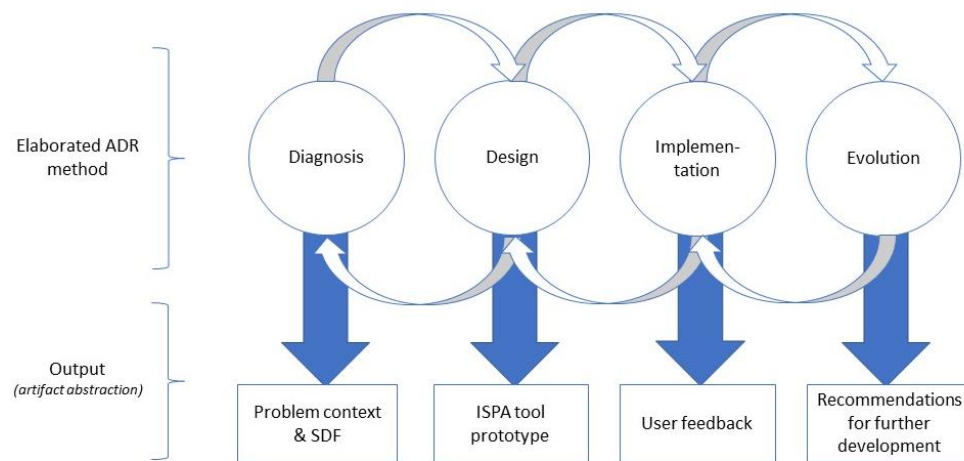 Elaborated ADR
method
Diagnosis
Design
Implemen-
tation
Evolution
Output
(artifact abstraction)
Problem context
& SDF
ISPA tool
prototype
User feedback
Recommendations
for further
development